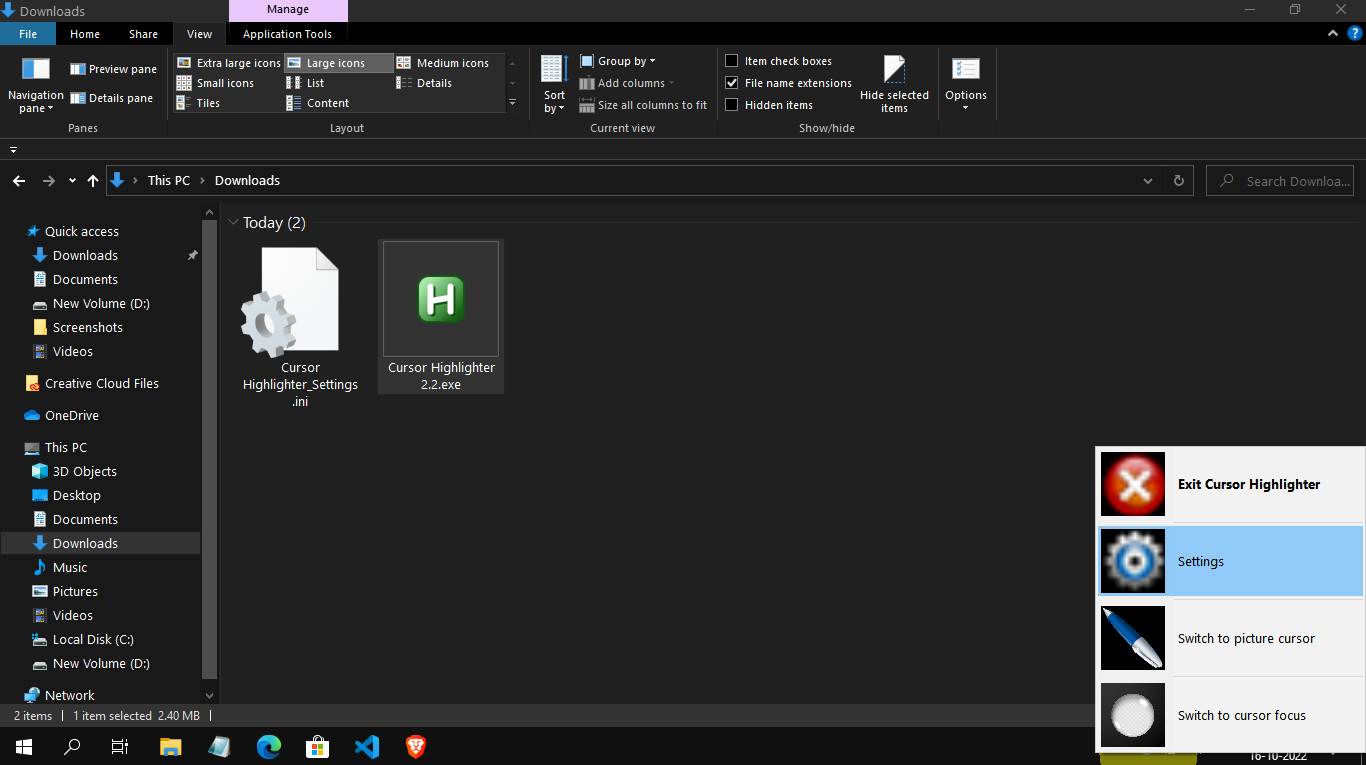 Downloads
Manage
File
Home
Share
View
Application Tools
Navigation
pane
Preview pane
Details pane
Panes
Extra large icons
Large icons
Medium icons
Small icons
List
Details
Tiles
Content
Layout
Sort
by
Group by
Add columns
Size all columns to fit
Current view
Item check boxes
File name extensions
Hidden items
Hide selected
items
Show/hide
Options
This PC > Downloads
Search Downloa...
Quick access
Downloads
Documents
New Volume (D:)
Screenshots
Videos
Creative Cloud Files
OneDrive
This PC
3D Objects
Desktop
Documents
Downloads
Music
Pictures
Videos
Local Disk (C:)
New Volume (D:)
Network
Today (2)
Cursor
Highlighter_Settings
.ini
H
Cursor Highlighter
2.2.exe
Exit Cursor Highlighter
Settings
Switch to picture cursor
Switch to cursor focus
2 items
1 item selected 2.40 MB
16-10-2022